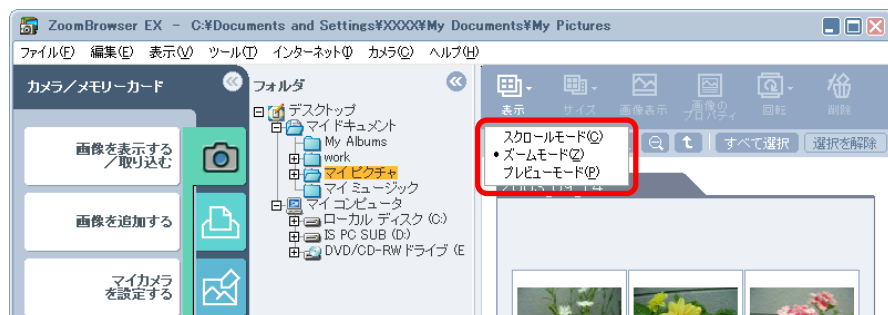 ZoomBrowser EX - C:¥Documents and Settings¥XXXX¥My Documents¥My Pictures
ファイル(F) 編集(E) 表示(V) ツール(T) インターネット(I) カメラ(C) ヘルプ(H)
カメラ/メモリーカード
画像を表示する
/取り込む
画像を追加する
マイカメラ
を設定する
フォルダ
デスクトップ
マイ ドキュメント
My Albums
work
マイ ピクチャ
マイ ミュージック
マイ コンピュータ
ローカル ディスク (C:)
IS PC SUB (D:)
DVD/CD-RW ドライブ (E
表示 サイズ 画像表示 画像のプロパティ 回転 削除
スクロールモード(C)
・ズームモード(Z)
プレビューモード(P)
すべて選択 選択を解除
2003_09_14